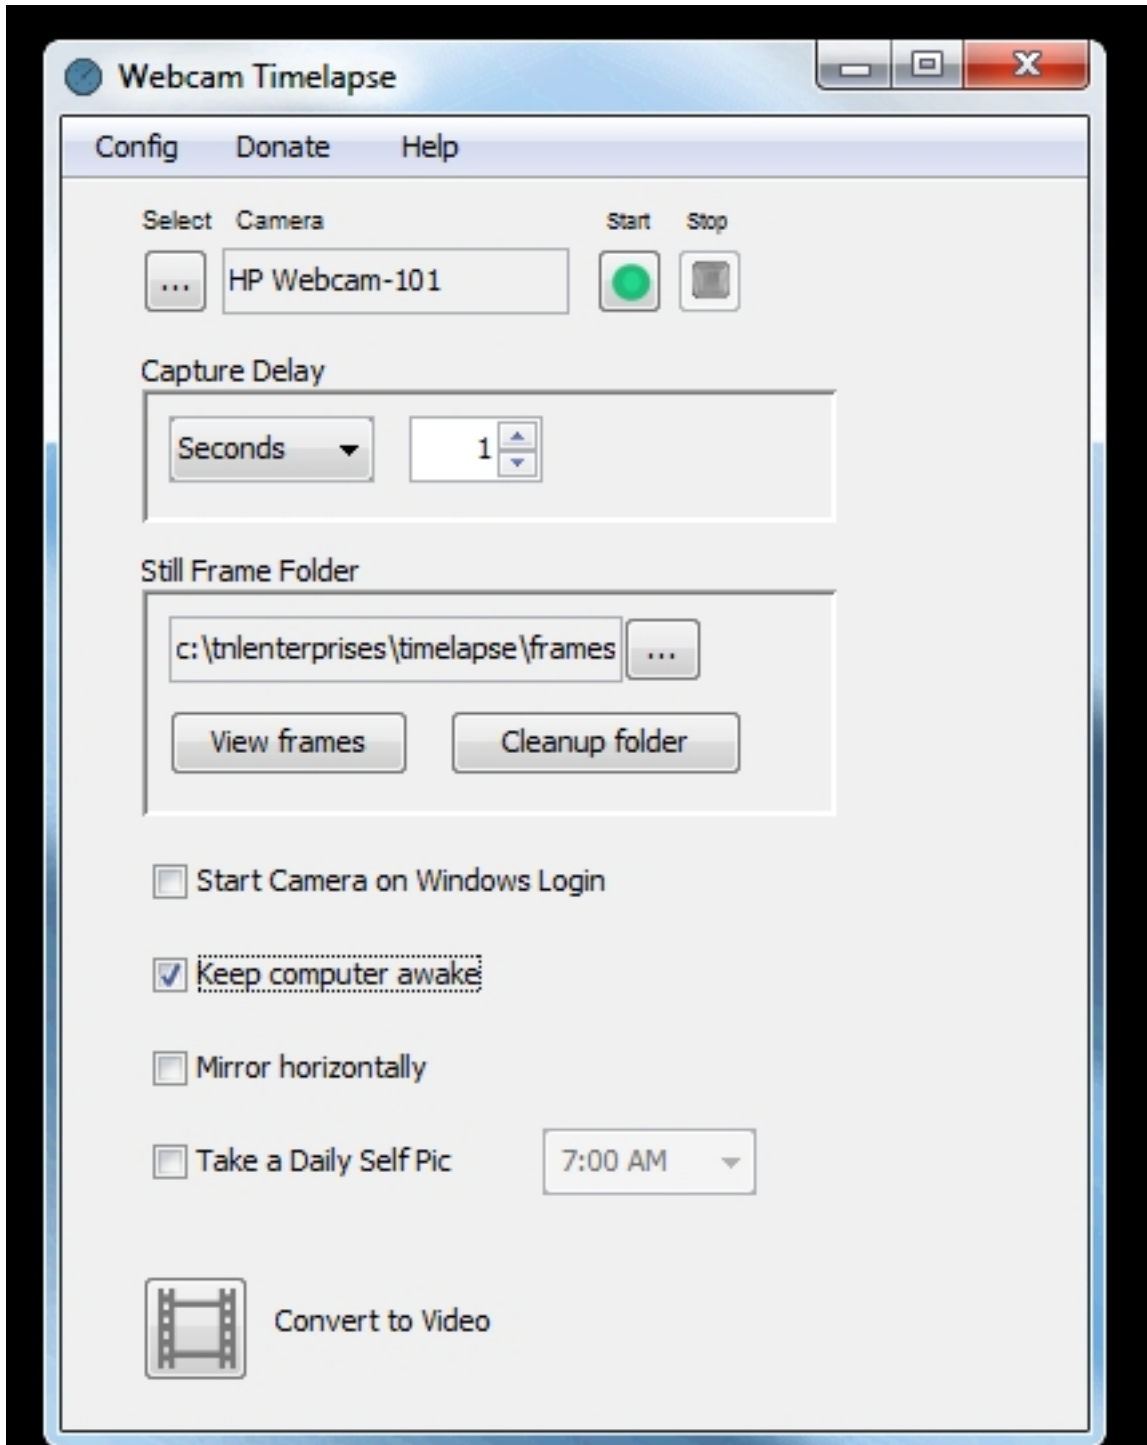 Webcam Timelapse
Config Donate Help
Select Camera Start Stop
... HP Webcam-101
Capture Delay
Seconds 1
Still Frame Folder
c:\tnlenterprises\timelapse\frames ...
View frames Cleanup folder
Start Camera on Windows Login
Keep computer awake
Mirror horizontally
Take a Daily Self Pic 7:00 AM
Convert to Video